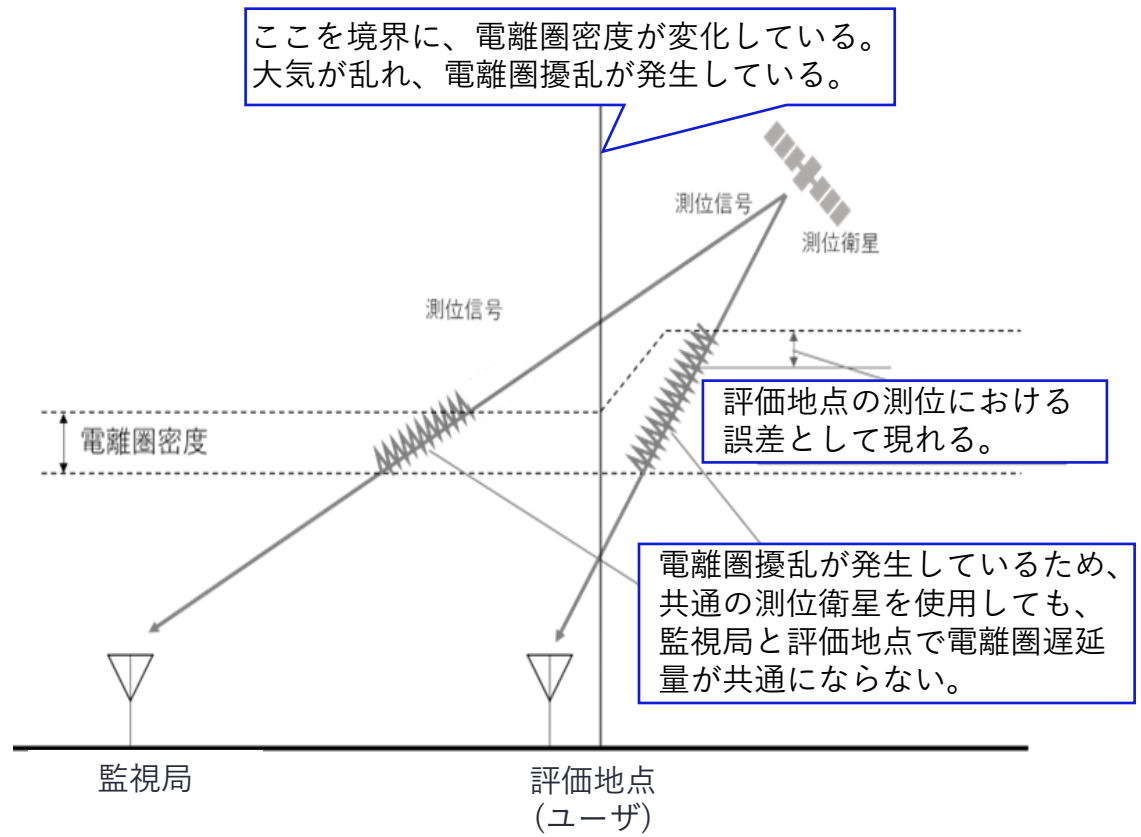 ここを境界に、電離圏密度が変化している。
大気が乱れ、電離圏擾乱が発生している。
測位信号
測位衛星
測位信号
評価地点の測位における
誤差として現れる。
電離圏密度
電離圏擾乱が発生しているため、
共通の測位衛星を使用しても、
監視局と評価地点で電離圏遅延
量が共通にならない。
監視局
評価地点
(ユーザ)